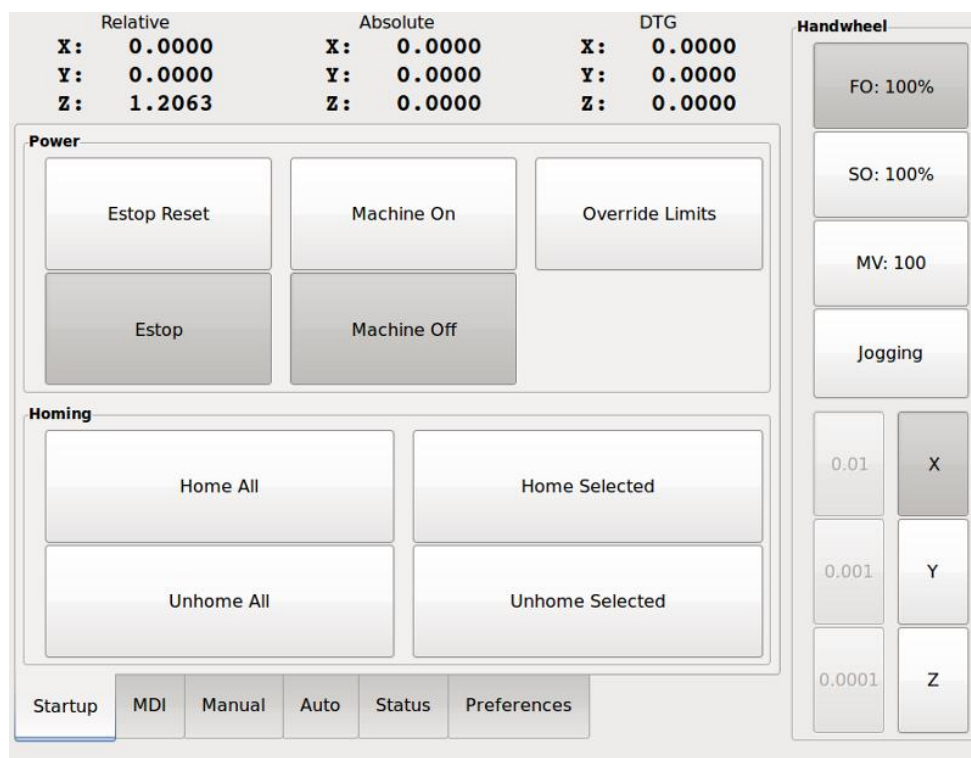 Relative Absolute DTG
X: 0.0000 X: 0.0000 X: 0.0000
Y: 0.0000 Y: 0.0000 Y: 0.0000
Z: 1.2063 Z: 0.0000 Z: 0.0000
Power
Estop Reset Machine On Override Limits
Estop Machine Off
Homing
Home All Home Selected
Unhome All Unhome Selected
Startup MDI Manual Auto Status Preferences
Handwheel
FO: 100%
SO: 100%
MV: 100
Jogging
0.01 X
0.001 Y
0.0001 Z